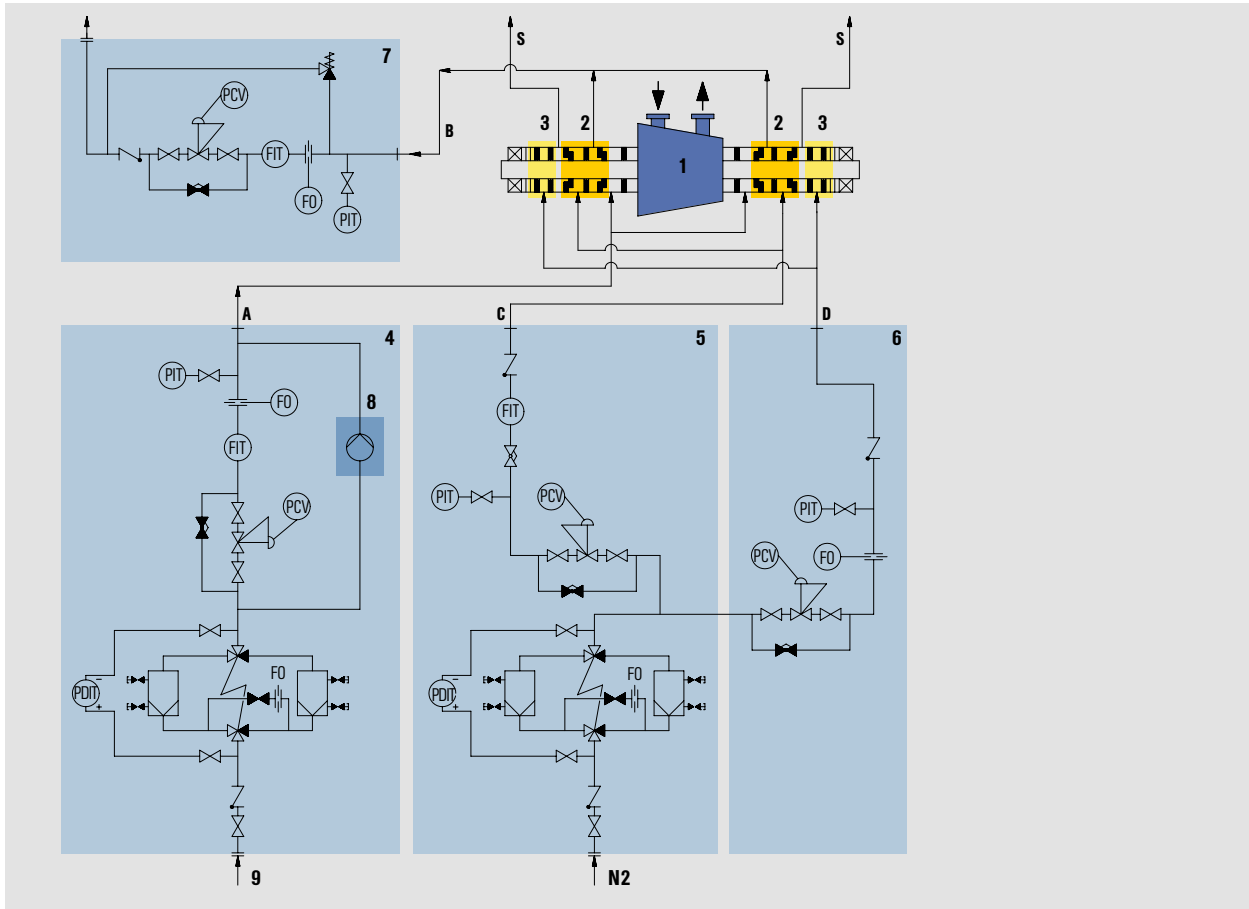 S S
7
PCV
3 2 2 3
B
FIT
1
FO
PIT
A C D
4 5 6
PIT
FO
8
FIT
FIT
PIT PCV
PCV
PIT
PCV FO
FO FO
PDIT PDIT
- -
+ +
9 N2